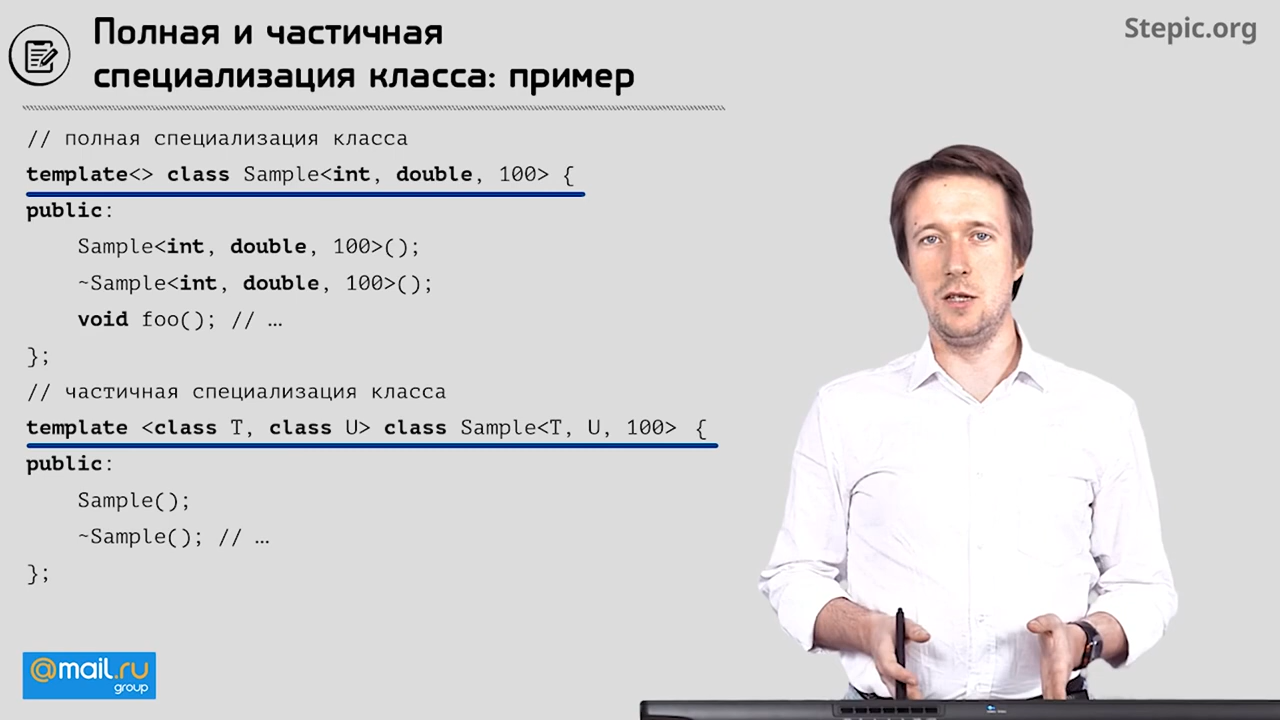 Полная и частичная
специализация класса: пример
Stepic.org
// полная специализация класса
template<> class Sample<int, double, 100> {
public:
    Sample<int, double, 100>();
    ~Sample<int, double, 100>();
    void foo(); // …
};
// частичная специализация класса
template <class T, class U> class Sample<T, U, 100> {
public:
    Sample();
    ~Sample(); // …
};
@mail.ru
group